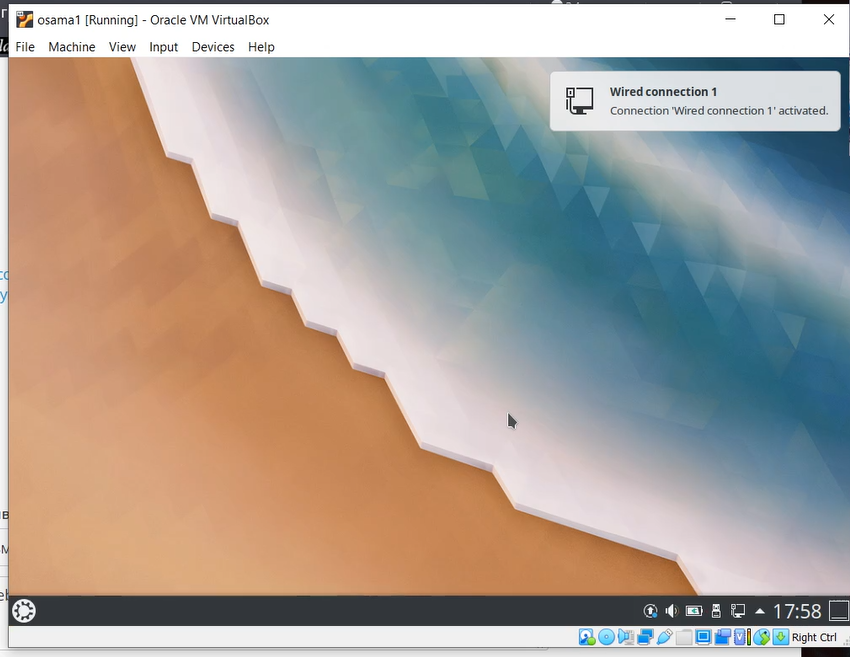 osama1 [Running] - Oracle VM VirtualBox
File Machine View Input Devices Help
Wired connection 1
Connection 'Wired connection 1' activated.
17:58
Right Ctrl